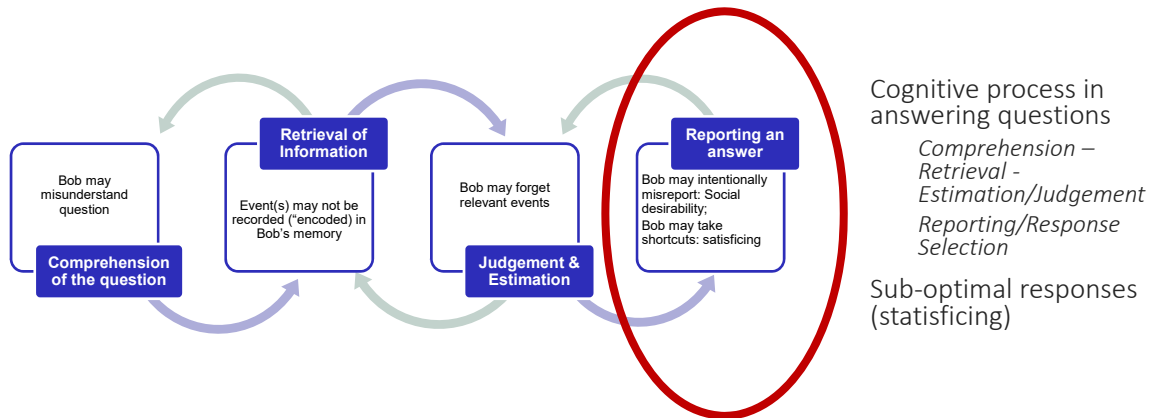 Bob may
misunderstand
question
Comprehension
of the question
Retrieval of
Information
Event(s) may not be
recorded (“encoded) in
Bob’s memory
Bob may forget
relevant events
Judgement &
Estimation
Reporting an
answer
Bob may intentionally
misreport: Social
desirability;
Bob may take
shortcuts: satisficing
Cognitive process in
answering questions
Comprehension –
Retrieval -
Estimation/Judgement
Reporting/Response
Selection
Sub-optimal responses
(statisficing)